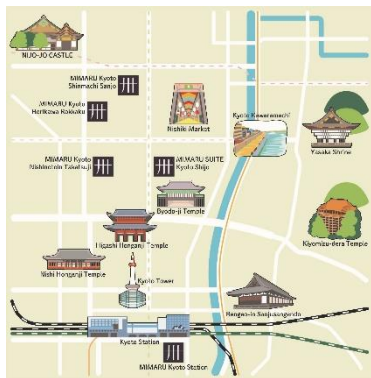 NIJO-JO CASTLE
MIMARU Kyoto
Shinmachi Sanjo
MIMARU Kyoto
Horikawa Rokkaku
Nishiki Market
Kyoto Kawaramachi
Yasaka Shrine
MIMARU Kyoto
Nishinotoin Takatsuji
MIMARU SUITE
Kyoto Shijo
Byodo-ji Temple
Higashi Honganji
Temple
Kiyomizu-dera Temple
Nishi Honganji Temple
Kyoto Tower
Rengeo-in Sanjusangendo
Kyoto Station
MIMARU Kyoto Station